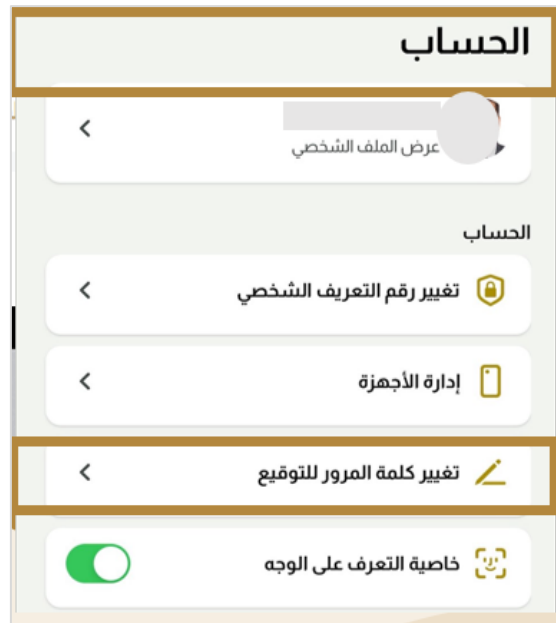 الحساب
عرض الملف الشخصي
الحساب
تغيير رقم التعريف الشخصي
إدارة الأجهزة
تغيير كلمة المرور للتوقيع
خاصية التعرف على الوجه